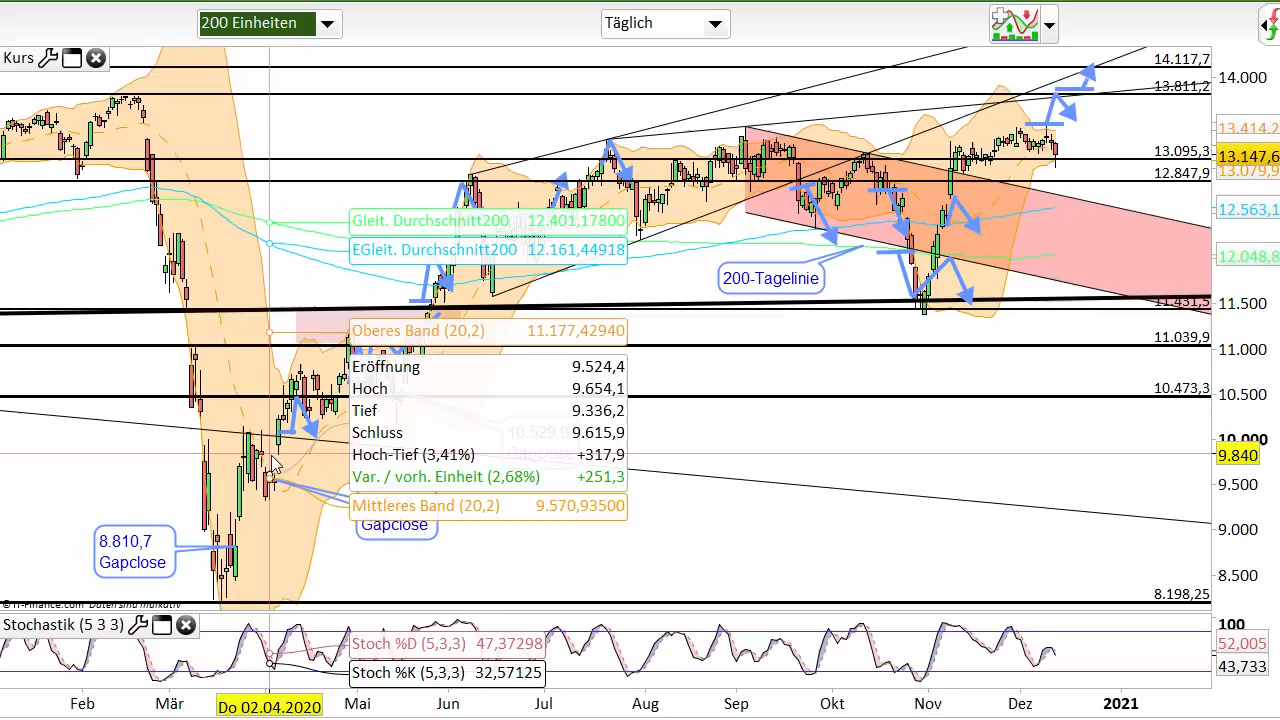 200 Einheiten
Täglich
Kurs
14.117,7
14.000
13.811,2
13.414,2
13.095,3
13.147,6
13.079,9
12.847,9
Gleit. Durchschnitt200 12.401,17800
12.563,1
EGleit. Durchschnitt200 12.161,44918
12.048,8
200-Tagelinie
11.431,5
11.500
Oberes Band (20,2) 11.177,42940
11.039,9
11.000
Eröffnung 9.524,4
Hoch 9.654,1
10.473,3
10.500
Tief 9.336,2
Schluss 9.615,9
10.000
Hoch-Tief (3,41%) +317,9
9.840
Var. / vorh. Einheit (2,68%) +251,3
9.500
Mittleres Band (20,2) 9.570,93500
Gapclose
9.000
8.810,7
Gapclose
8.500
8.198,25
© IT-Finance.com Daten sind indikativ
Stochastik (5 3 3)
100
Stoch %D (5,3,3) 47,37298
52,005
Stoch %K (5,3,3) 32,57125
43,733
Feb Mär Do 02.04.2020 Mai Jun Jul Aug Sep Okt Nov Dez 2021